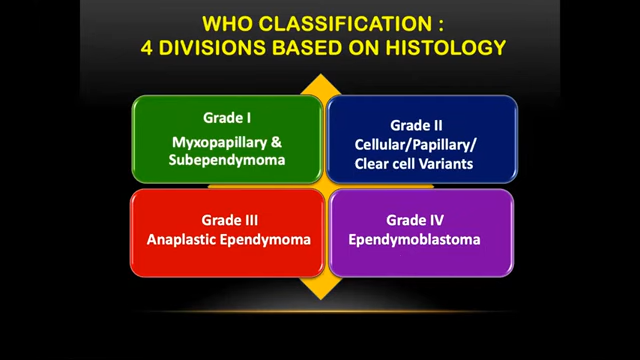 WHO CLASSIFICATION :
4 DIVISIONS BASED ON HISTOLOGY
Grade I
Myxopapillary &
Subependymoma
Grade II
Cellular/Papillary/
Clear cell Variants
Grade III
Anaplastic Ependymoma
Grade IV
Ependymoblastoma